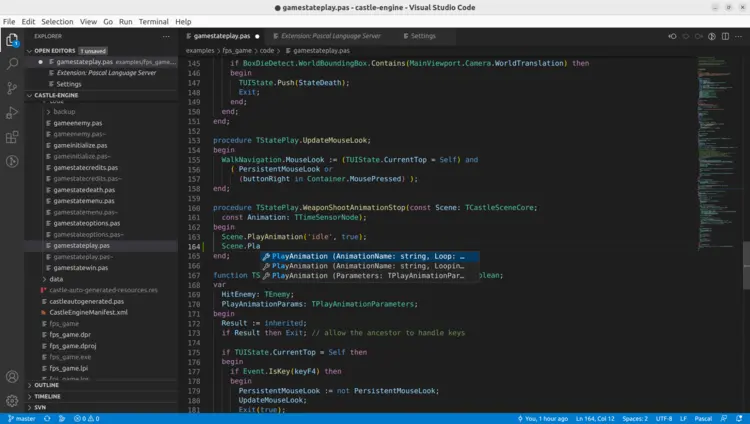 gamestateplay.pas - castle-engine - Visual Studio Code
File Edit Selection View Go Run Terminal Help
EXPLORER
OPEN EDITORS 1 unsaved
gamestateplay.pas examples/fps_game...
Extension: Pascal Language Server
Settings
CASTLE-ENGINE
code
backup
gameenemy.pas
gameenemy.pas~
gameinitialize.pas
gameinitialize.pas~
gamestatecredits.pas
gamestatecredits.pas~
gamestatedeath.pas
gamestatemenu.pas
gamestatemenu.pas~
gamestateoptions.pas
gamestateoptions.pas~
gamestateplay.pas
gamestateplay.pas~
gamestatewin.pas
data
castle-auto-generated-resources.res
castleautogenerated.pas
CastleEngineManifest.xml
fps_game
fps_game.dpr
fps_game.dproj
fps_game.exe
fps_game.lpi
OUTLINE
TIMELINE
SVN
gamestateplay.pas
Extension: Pascal Language Server
Settings
examples > fps_game > code > gamestateplay.pas
145 if BoxDieDetect.WorldBoundingBox.Contains(MainViewport.Camera.WorldTranslation) then
146 begin
147 TUIState.Push(StateDeath);
148 Exit;
149 end;
150 end;
151 end;
152
153 procedure TStatePlay.UpdateMouseLook;
154 begin
155 WalkNavigation.MouseLook := (TUIState.CurrentTop = Self) and
156 ( PersistentMouseLook or
157 (buttonRight in Container.MousePressed) );
158 end;
159
160 procedure TStatePlay.WeaponShootAnimationStop(const Scene: TCastleSceneCore;
161 const Animation: TTimeSensorNode);
162 begin
163 Scene.PlayAnimation('idle', true);
164 Scene.Pla
PlayAnimation (AnimationName: string, Loop: …
PlayAnimation (AnimationName: string, Loopin…
PlayAnimation (Parameters: TPlayAnimationPar…
165 end;
166
167 function TS olean;
168 var
169 HitEnemy: TEnemy;
170 PlayAnimationParams: TPlayAnimationParameters;
171 begin
172 Result := inherited;
173 if Result then Exit; // allow the ancestor to handle keys
174
175 if TUIState.CurrentTop = Self then
176 begin
177 if Event.IsKey(keyF4) then
178 begin
179 PersistentMouseLook := not PersistentMouseLook;
180 UpdateMouseLook;
181 Exit(true);
master 0 0 You, 1 hour ago Ln 164, Col 12 Spaces: 2 UTF-8 LF Pascal